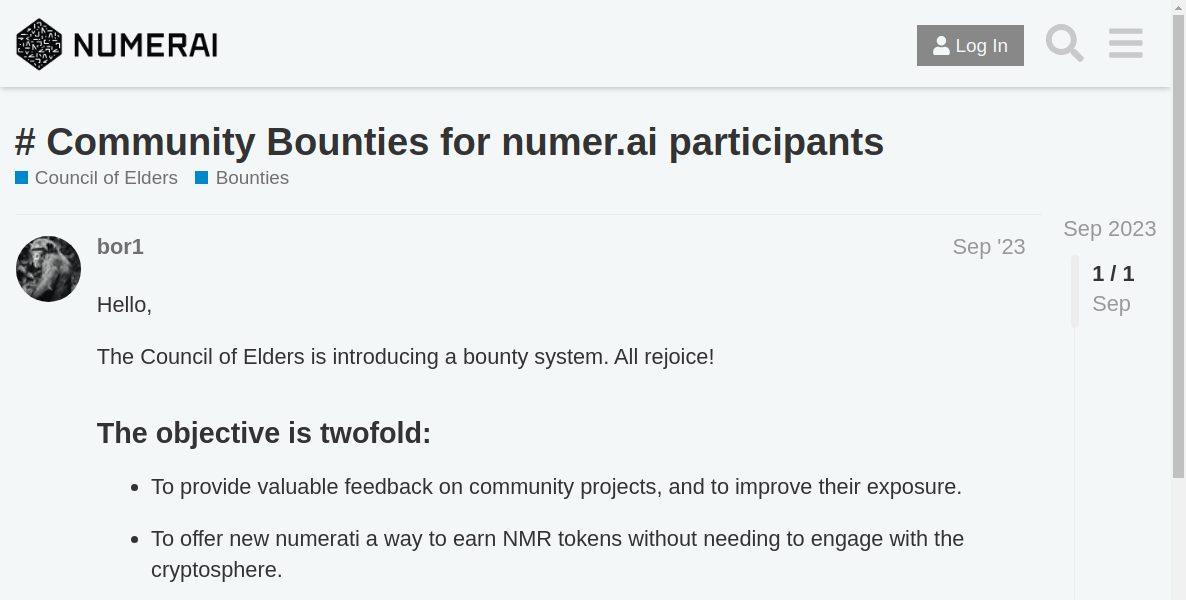 NUMERAI
Log In
# Community Bounties for numer.ai participants
Council of Elders Bounties
Sep 2023
bor1 Sep '23
1 / 1
Sep
Hello,
The Council of Elders is introducing a bounty system. All rejoice!
The objective is twofold:
• To provide valuable feedback on community projects, and to improve their exposure.
• To offer new numerati a way to earn NMR tokens without needing to engage with the
cryptosphere.